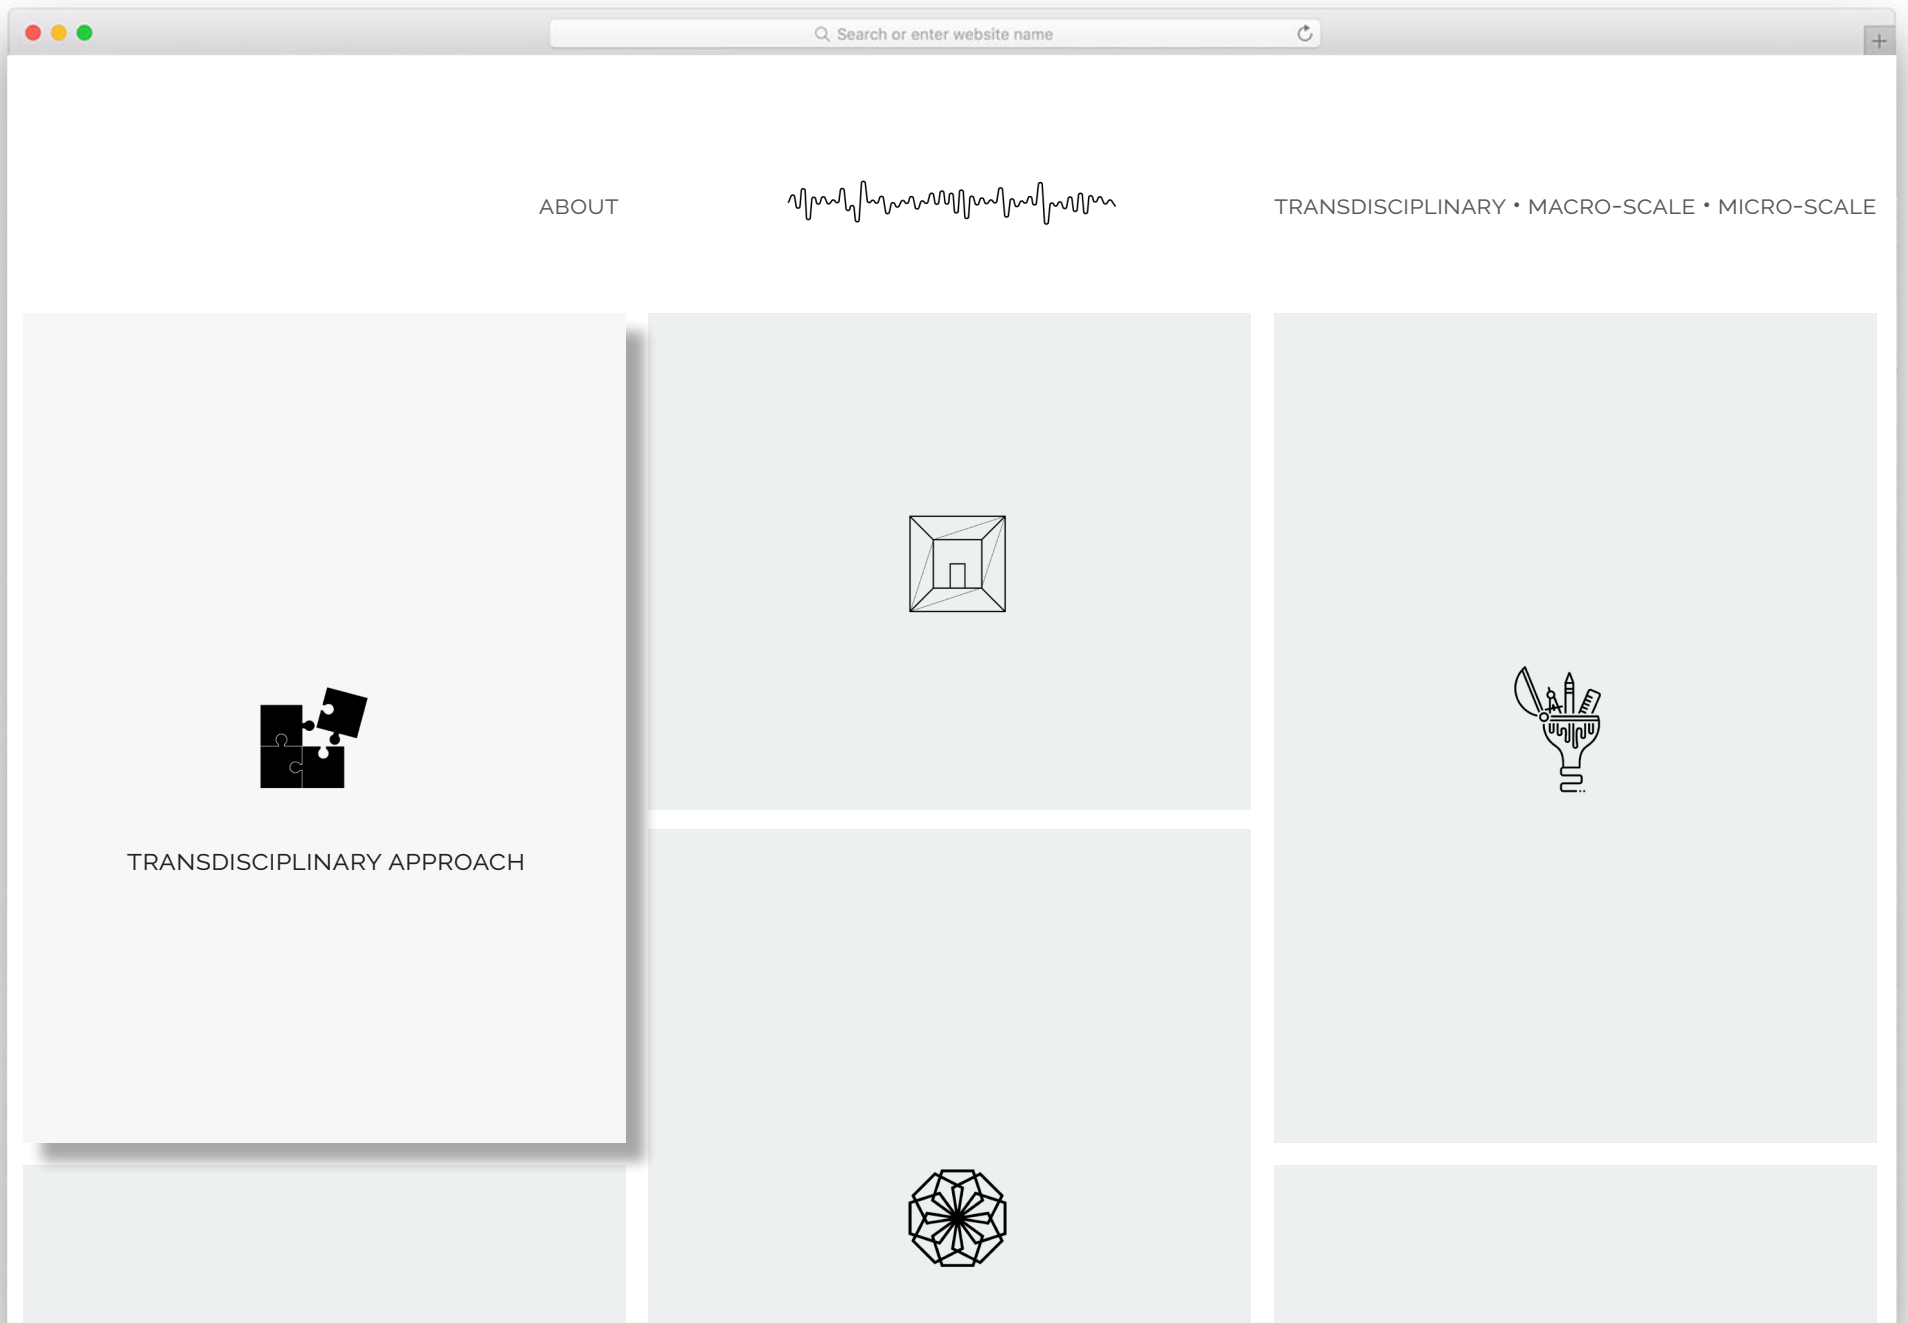 Search or enter website name
ABOUT
TRANSDISCIPLINARY • MACRO-SCALE • MICRO-SCALE
TRANSDISCIPLINARY APPROACH